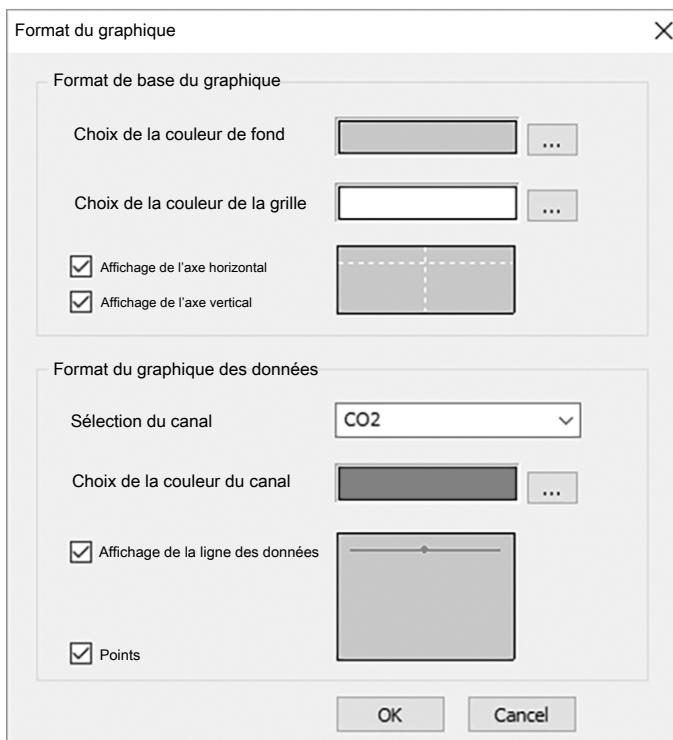 Format du graphique
Format de base du graphique
Choix de la couleur de fond
...
Choix de la couleur de la grille
...
Affichage de l'axe horizontal
Affichage de l'axe vertical
Format du graphique des données
Sélection du canal
CO2
Choix de la couleur du canal
...
Affichage de la ligne des données
Points
OK
Cancel